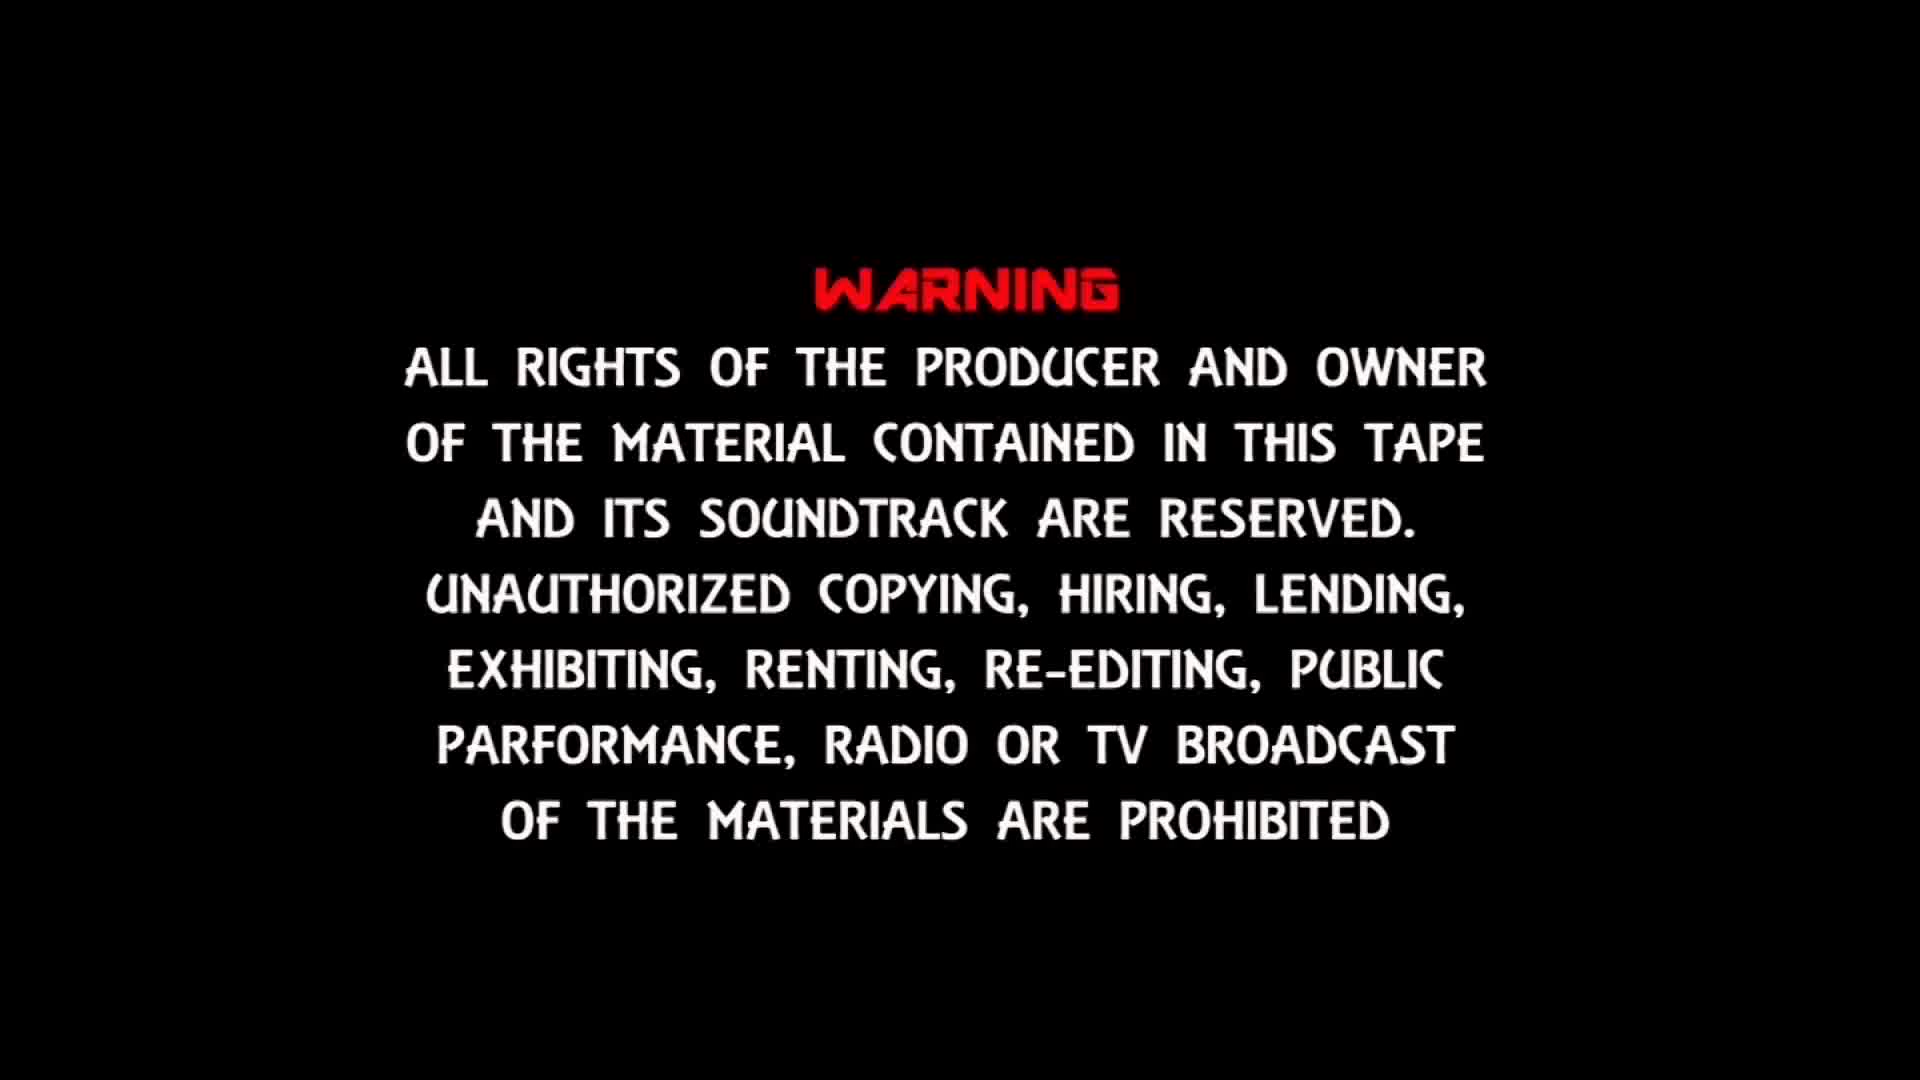 WARNING
ALL RIGHTS OF THE PRODUCER AND OWNER
OF THE MATERIAL CONTAINED IN THIS TAPE
AND ITS SOUNDTRACK ARE RESERVED.
UNAUTHORIZED COPYING, HIRING, LENDING,
EXHIBITING, RENTING, RE-EDITING, PUBLIC
PARFORMANCE, RADIO OR TV BROADCAST
OF THE MATERIALS ARE PROHIBITED